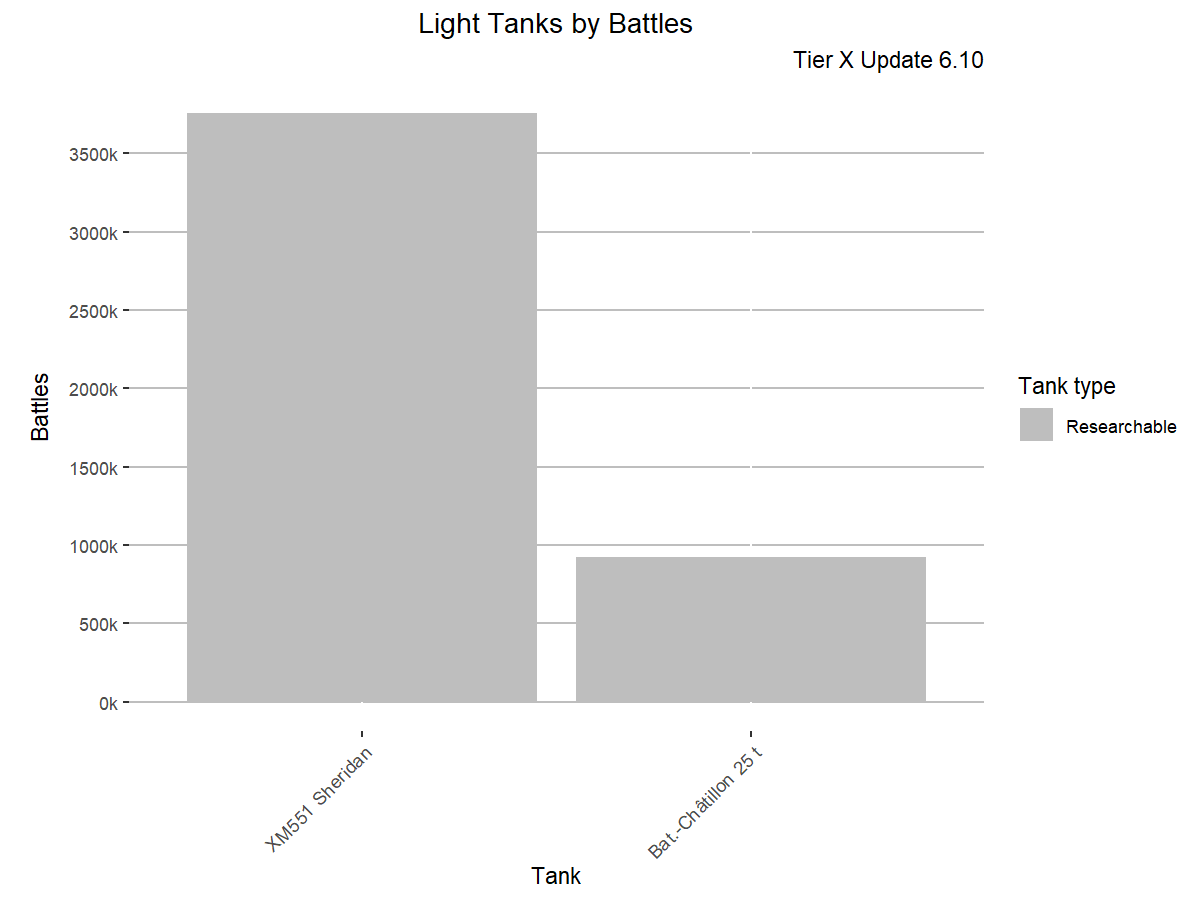 Light Tanks by Battles
Tier X Update 6.10
Battles
3500k
3000k
2500k
2000k
1500k
1000k
500k
0k
XM551 Sheridan
Bat.-Châtillon 25 t
Tank
Tank type
Researchable